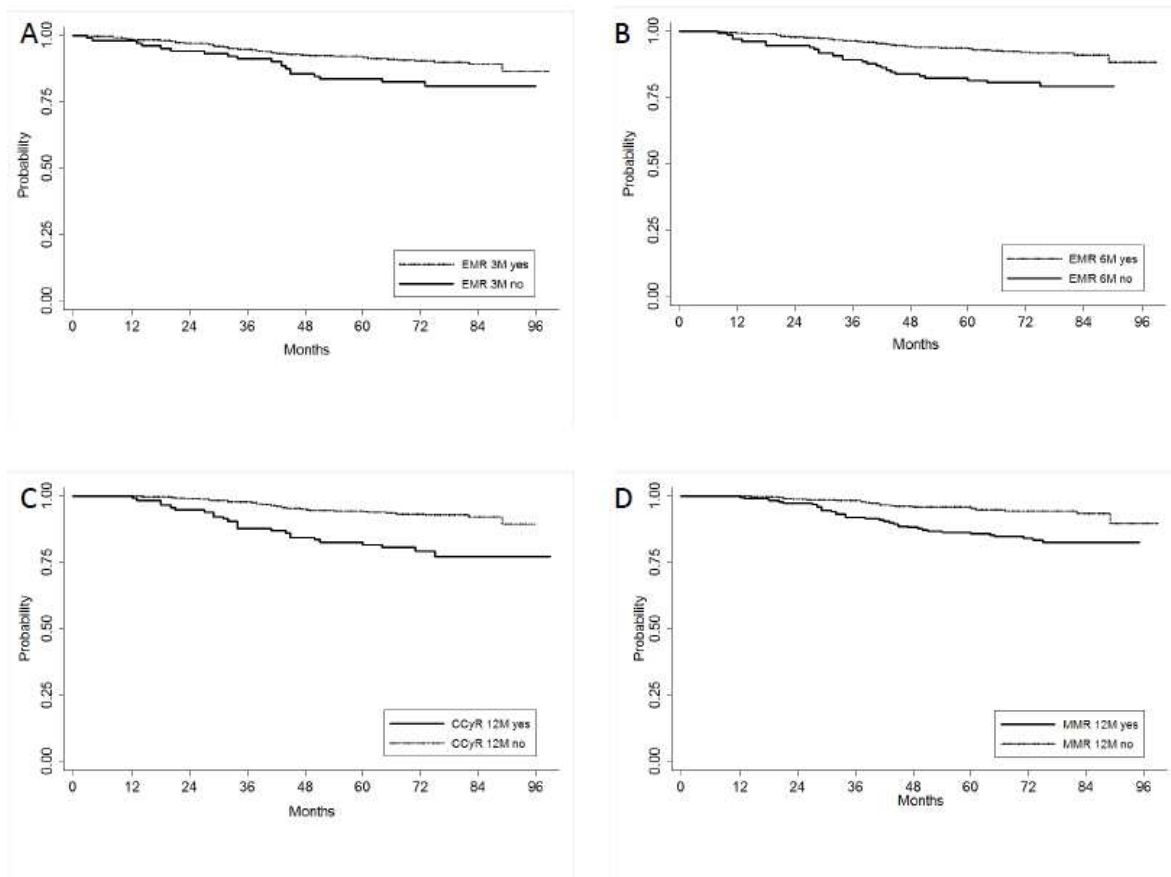 A
Probability
1.00
0.75
0.50
0.25
0.00
EMR 3M yes
EMR 3M no
0 12 24 36 48 60 72 84 96
Months
B
Probability
1.00
0.75
0.50
0.25
0.00
EMR 6M yes
EMR 6M no
0 12 24 36 48 60 72 84 96
Months
C
Probability
1.00
0.75
0.50
0.25
0.00
CCyR 12M yes
CCyR 12M no
0 12 24 36 48 60 72 84 96
Months
D
Probability
1.00
0.75
0.50
0.25
0.00
MMR 12M yes
MMR 12M no
0 12 24 36 48 60 72 84 96
Months